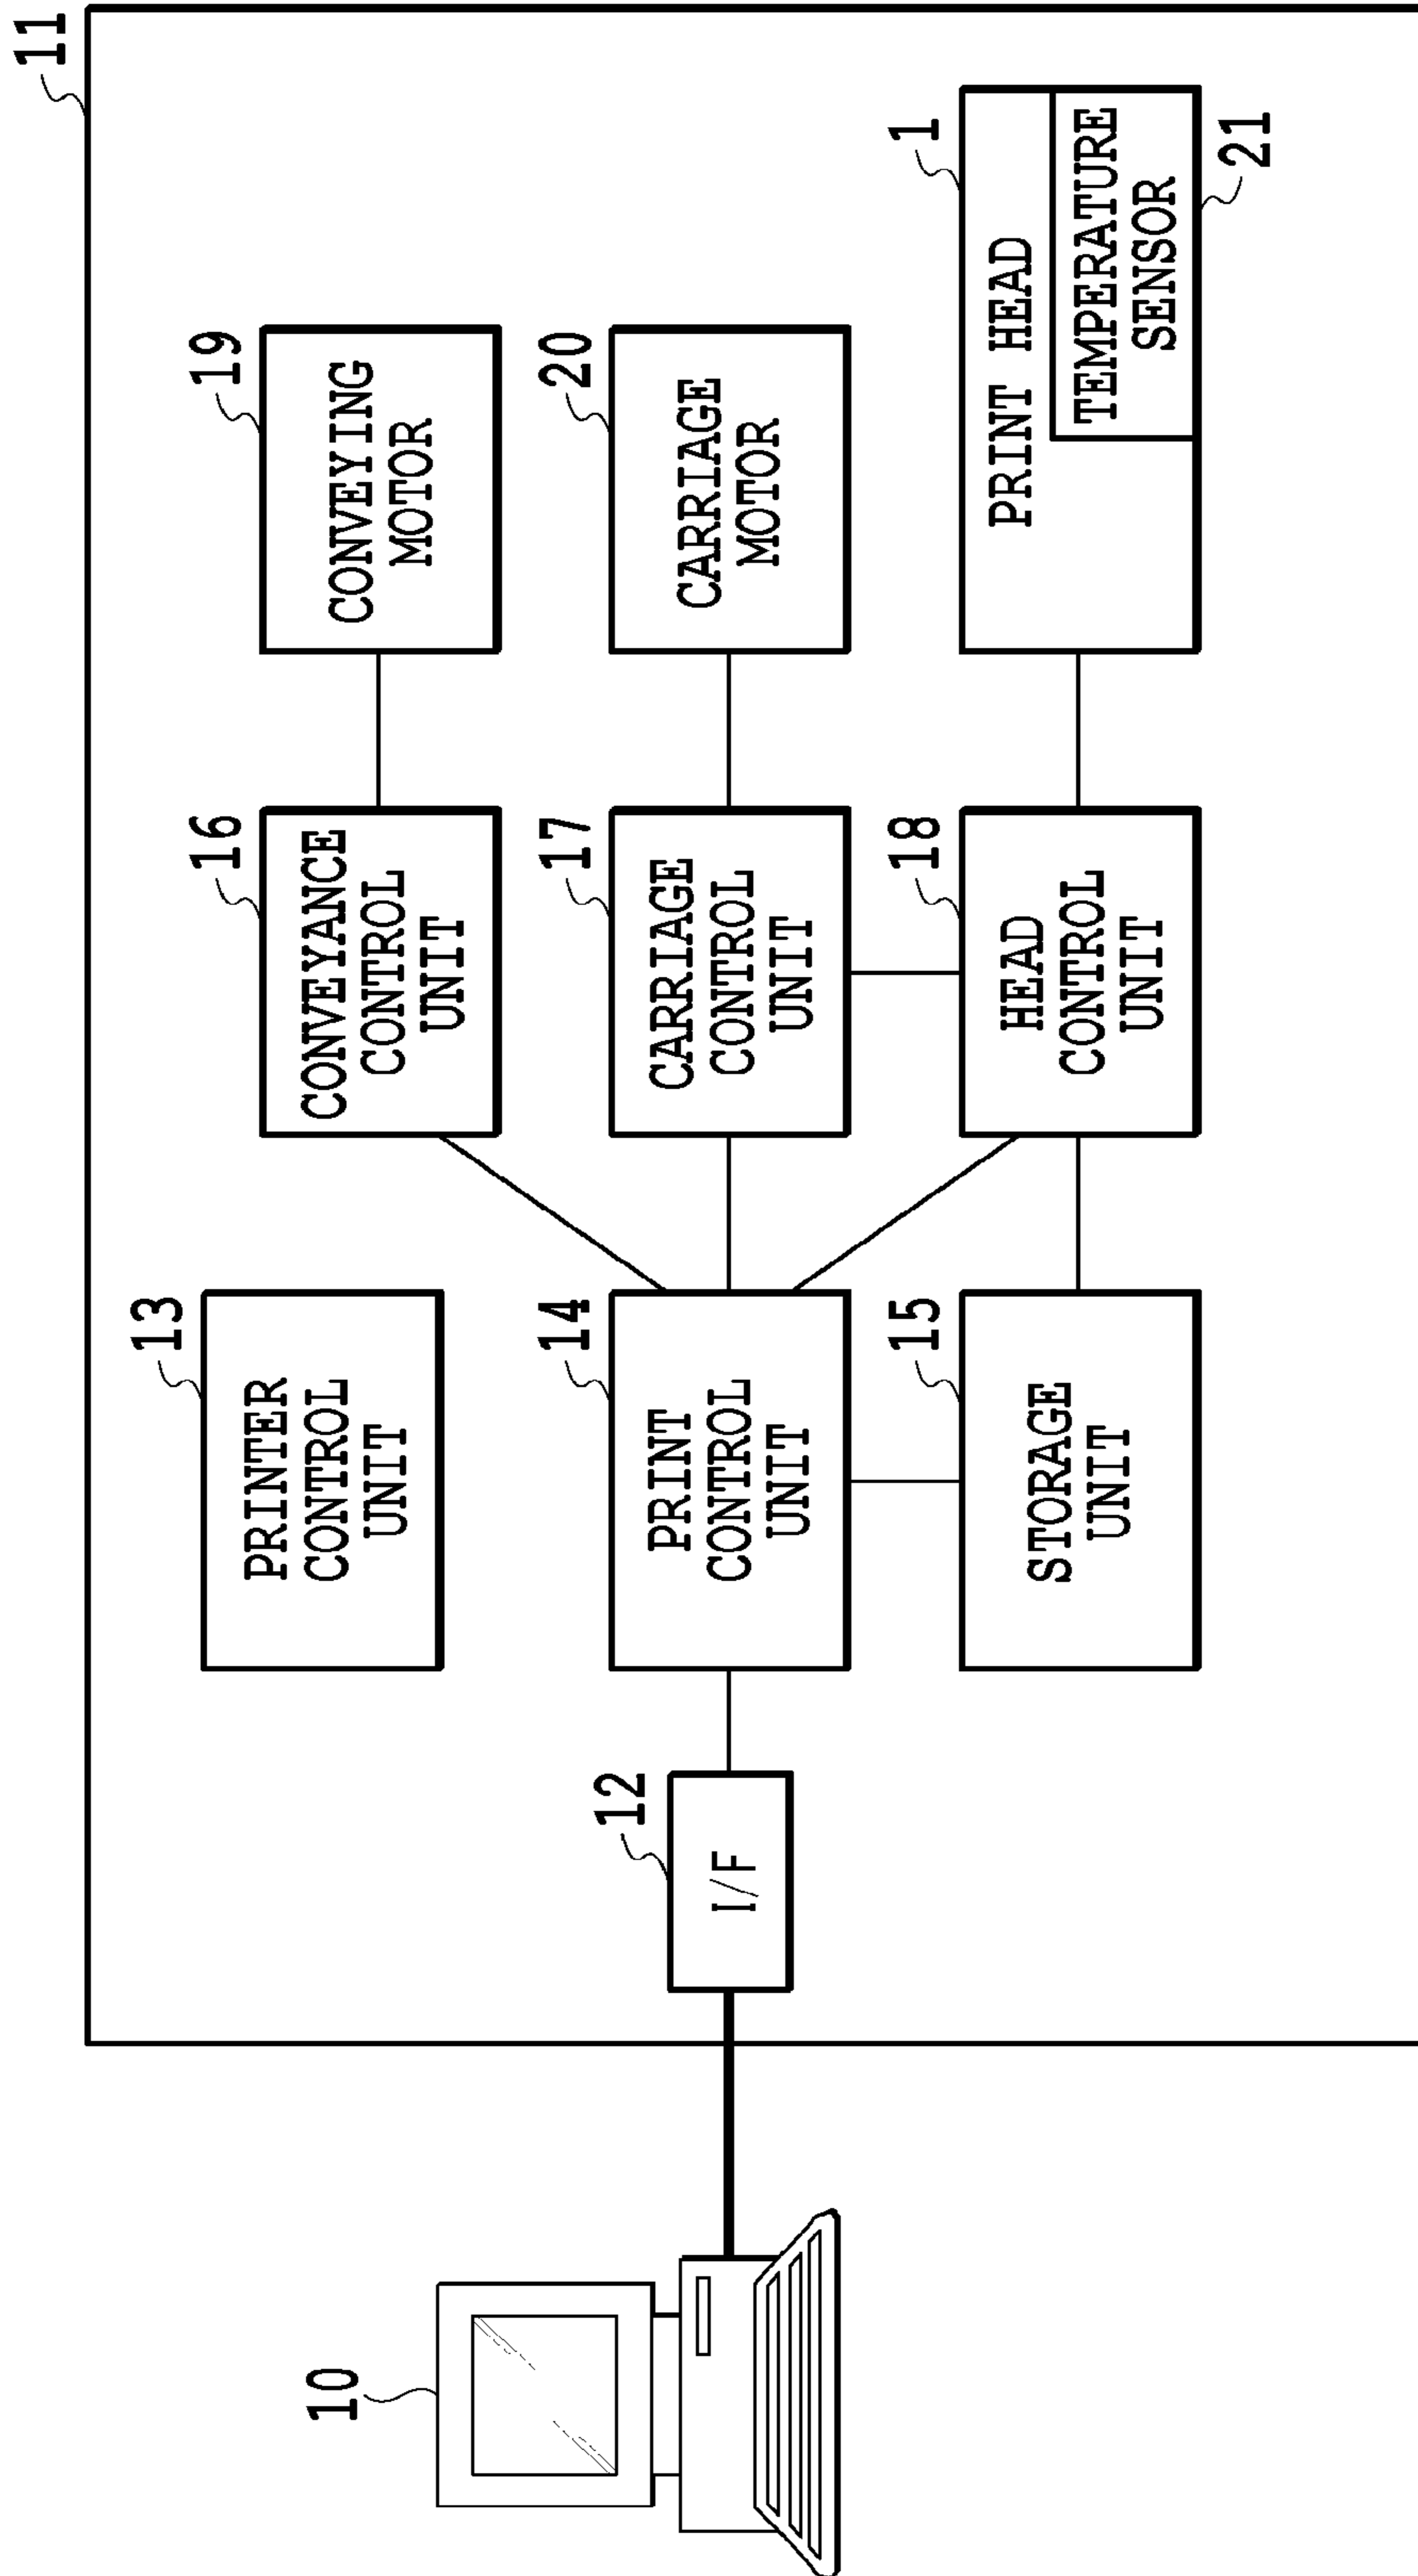 11
13
PRINTER
CONTROL
UNIT
16
CONVEYANCE
CONTROL
UNIT
19
CONVEYING
MOTOR
10
12
I/F
14
PRINT
CONTROL
UNIT
17
CARRIAGE
CONTROL
UNIT
20
CARRIAGE
MOTOR
15
STORAGE
UNIT
18
HEAD
CONTROL
UNIT
1
PRINT HEAD
TEMPERATURE
SENSOR
21